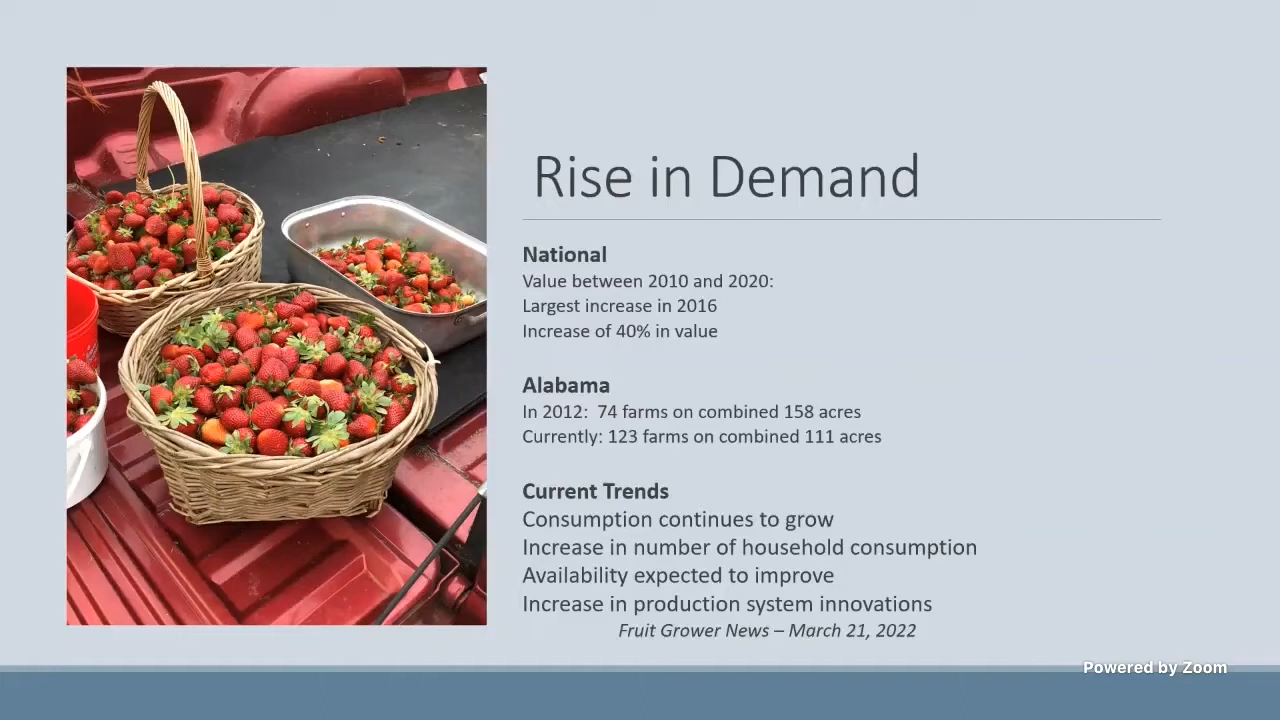 Rise in Demand
National
Value between 2010 and 2020:
Largest increase in 2016
Increase of 40% in value
Alabama
In 2012:  74 farms on combined 158 acres
Currently: 123 farms on combined 111 acres
Current Trends
Consumption continues to grow
Increase in number of household consumption
Availability expected to improve
Increase in production system innovations
Fruit Grower News – March 21, 2022
Powered by Zoom